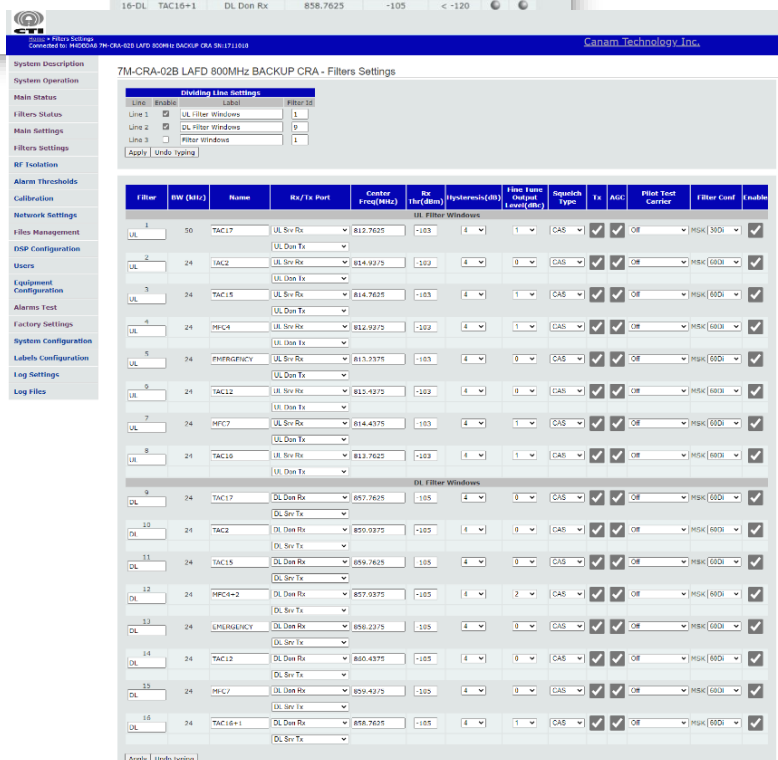 16-DL TAC16+1 DL Don Rx 858.7625 -105 < -120
CTI
Home > Filters Settings
Connected to: M4DBDA8 7M-CRA-02B LAFD 800MHz BACKUP CRA SN:1711010
Canam Technology Inc.
System Description
System Operation
Main Status
Filters Status
Main Settings
Filters Settings
RF Isolation
Alarm Thresholds
Calibration
Network Settings
Files Management
DSP Configuration
Users
Equipment
Configuration
Alarms Test
Factory Settings
System Configuration
Labels Configuration
Log Settings
Log Files
7M-CRA-02B LAFD 800MHz BACKUP CRA - Filters Settings
Dividing Line Settings
Line Enable Label Filter Id
Line 1 UL Filter Windows 1
Line 2 DL Filter Windows 9
Line 3 Filter Windows 1
Apply Undo Typing
Filter BW (kHz) Name Rx/Tx Port Center Freq(MHz) Rx Thr(dBm) Hysteresis(dB) Fine Tune Output Level(dBc) Squelch Type Tx AGC Pilot Test Carrier Filter Conf Enable
UL Filter Windows
1 UL 50 TAC17 UL Srv Rx 812.7625 -103 4 1 CAS Off MSK 30Di
UL Don Tx
2 UL 24 TAC2 UL Srv Rx 814.9375 -103 4 0 CAS Off MSK 60Di
UL Don Tx
3 UL 24 TAC15 UL Srv Rx 814.7625 -103 4 1 CAS Off MSK 60Di
UL Don Tx
4 UL 24 MFC4 UL Srv Rx 812.9375 -103 4 1 CAS Off MSK 60Di
UL Don Tx
5 UL 24 EMERGENCY UL Srv Rx 813.2375 -103 4 0 CAS Off MSK 60Di
UL Don Tx
6 UL 24 TAC12 UL Srv Rx 815.4375 -103 4 0 CAS Off MSK 60Di
UL Don Tx
7 UL 24 MFC7 UL Srv Rx 814.4375 -103 4 1 CAS Off MSK 60Di
UL Don Tx
8 UL 24 TAC16 UL Srv Rx 813.7625 -103 4 1 CAS Off MSK 60Di
UL Don Tx
DL Filter Windows
9 DL 24 TAC17 DL Don Rx 857.7625 -105 4 0 CAS Off MSK 60Di
DL Srv Tx
10 DL 24 TAC2 DL Don Rx 859.9375 -105 4 0 CAS Off MSK 60Di
DL Srv Tx
11 DL 24 TAC15 DL Don Rx 859.7625 -105 4 0 CAS Off MSK 60Di
DL Srv Tx
12 DL 24 MFC4+2 DL Don Rx 857.9375 -105 4 2 CAS Off MSK 60Di
DL Srv Tx
13 DL 24 EMERGENCY DL Don Rx 858.2375 -105 4 0 CAS Off MSK 60Di
DL Srv Tx
14 DL 24 TAC12 DL Don Rx 860.4375 -105 4 0 CAS Off MSK 60Di
DL Srv Tx
15 DL 24 MFC7 DL Don Rx 859.4375 -105 4 0 CAS Off MSK 60Di
DL Srv Tx
16 DL 24 TAC16+1 DL Don Rx 858.7625 -105 4 1 CAS Off MSK 60Di
DL Srv Tx
Apply Undo Typing